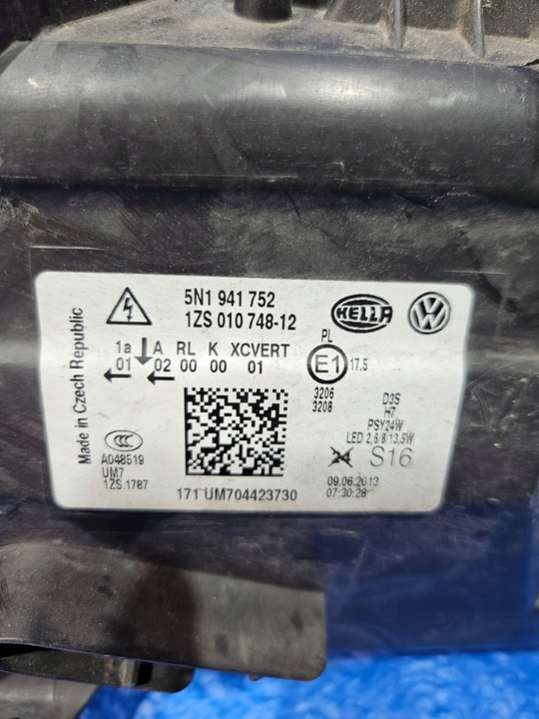 5N1 941 752
1ZS 010 748-12
HELLA
VW
1a A RL K XCVERT
01 02 00 00 01
PL
E1 17.5
3206
3208
D3S
H7
PSY24W
LED 2,6,8/13,5W
S16
09.06.2013
07:30:28
Made in Czech Republic
CCC
A048519
UM7
1ZS.1787
171 UM704423730